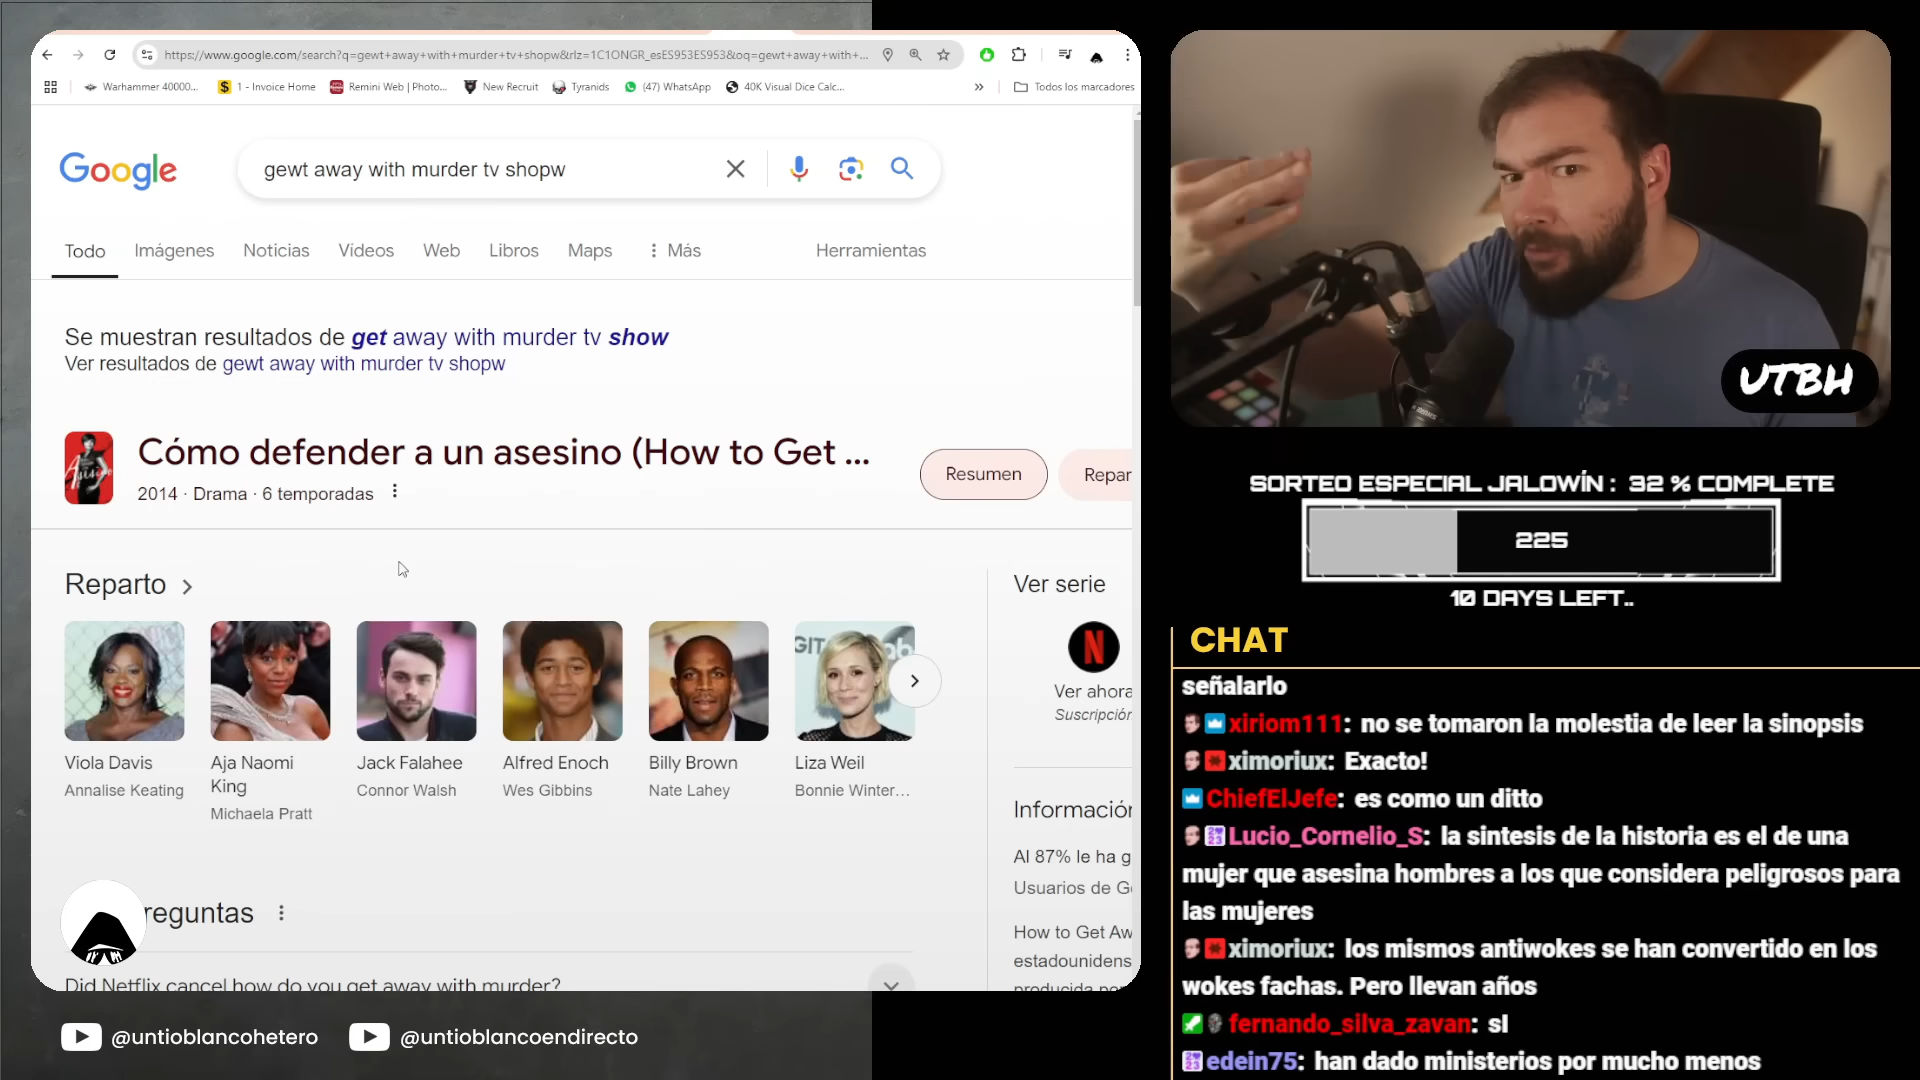 https://www.google.com/search?q=gewt+away+with+murder+tv+shopw&rlz=1C1ONGR_esES953ES953&oq=gewt+away+with+...
Warhammer 40000... 1 - Invoice Home Remini Web | Photo... New Recruit Tyranids (47) WhatsApp 40K Visual Dice Calc... » Todos los marcadores
Google gewt away with murder tv shopw
Todo Imágenes Noticias Vídeos Web Libros Maps Más Herramientas
Se muestran resultados de get away with murder tv show
Ver resultados de gewt away with murder tv shopw
Cómo defender a un asesino (How to Get ...
2014 · Drama · 6 temporadas
Resumen Repar
Reparto
Viola Davis
Annalise Keating
Aja Naomi
King
Michaela Pratt
Jack Falahee
Connor Walsh
Alfred Enoch
Wes Gibbins
Billy Brown
Nate Lahey
Liza Weil
Bonnie Winter...
Ver serie
Ver ahora
Suscripción
Información
Al 87% le ha g
Usuarios de G
How to Get Aw
estadounidens
producida por
reguntas
Did Netflix cancel how do you get away with murder?
@untioblancohetero @untioblancoendirecto
UTBH
SORTEO ESPECIAL JALOWÍN : 32 % COMPLETE
225
10 DAYS LEFT..
CHAT
señalarlo
xiriom111: no se tomaron la molestia de leer la sinopsis
ximoriux: Exacto!
ChiefElJefe: es como un ditto
Lucio_Cornelio_S: la sintesis de la historia es el de una
mujer que asesina hombres a los que considera peligrosos para
las mujeres
ximoriux: los mismos antiwokes se han convertido en los
wokes fachas. Pero llevan años
fernando_silva_zavan: sI
edein75: han dado ministerios por mucho menos